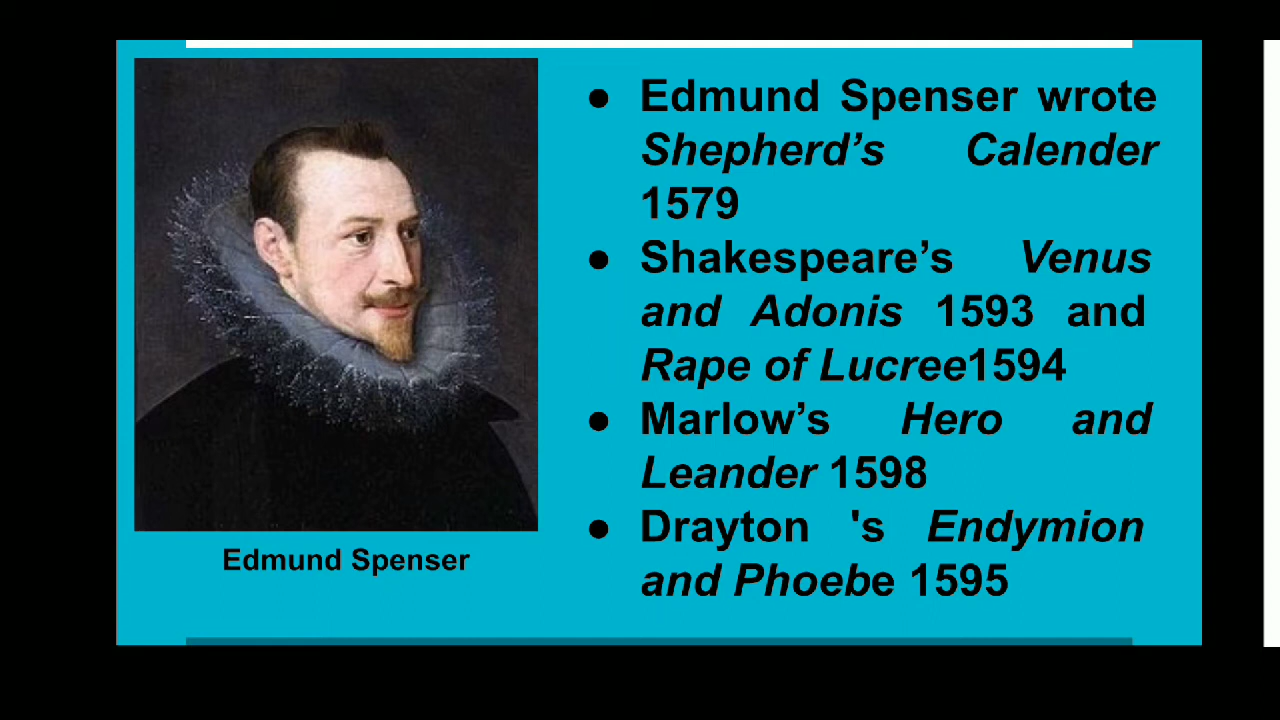 Edmund Spenser wrote
Shepherd’s Calender
1579
Shakespeare’s Venus
and Adonis 1593 and
Rape of Lucree1594
Marlow’s Hero and
Leander 1598
Drayton 's Endymion
and Phoebe 1595
Edmund Spenser